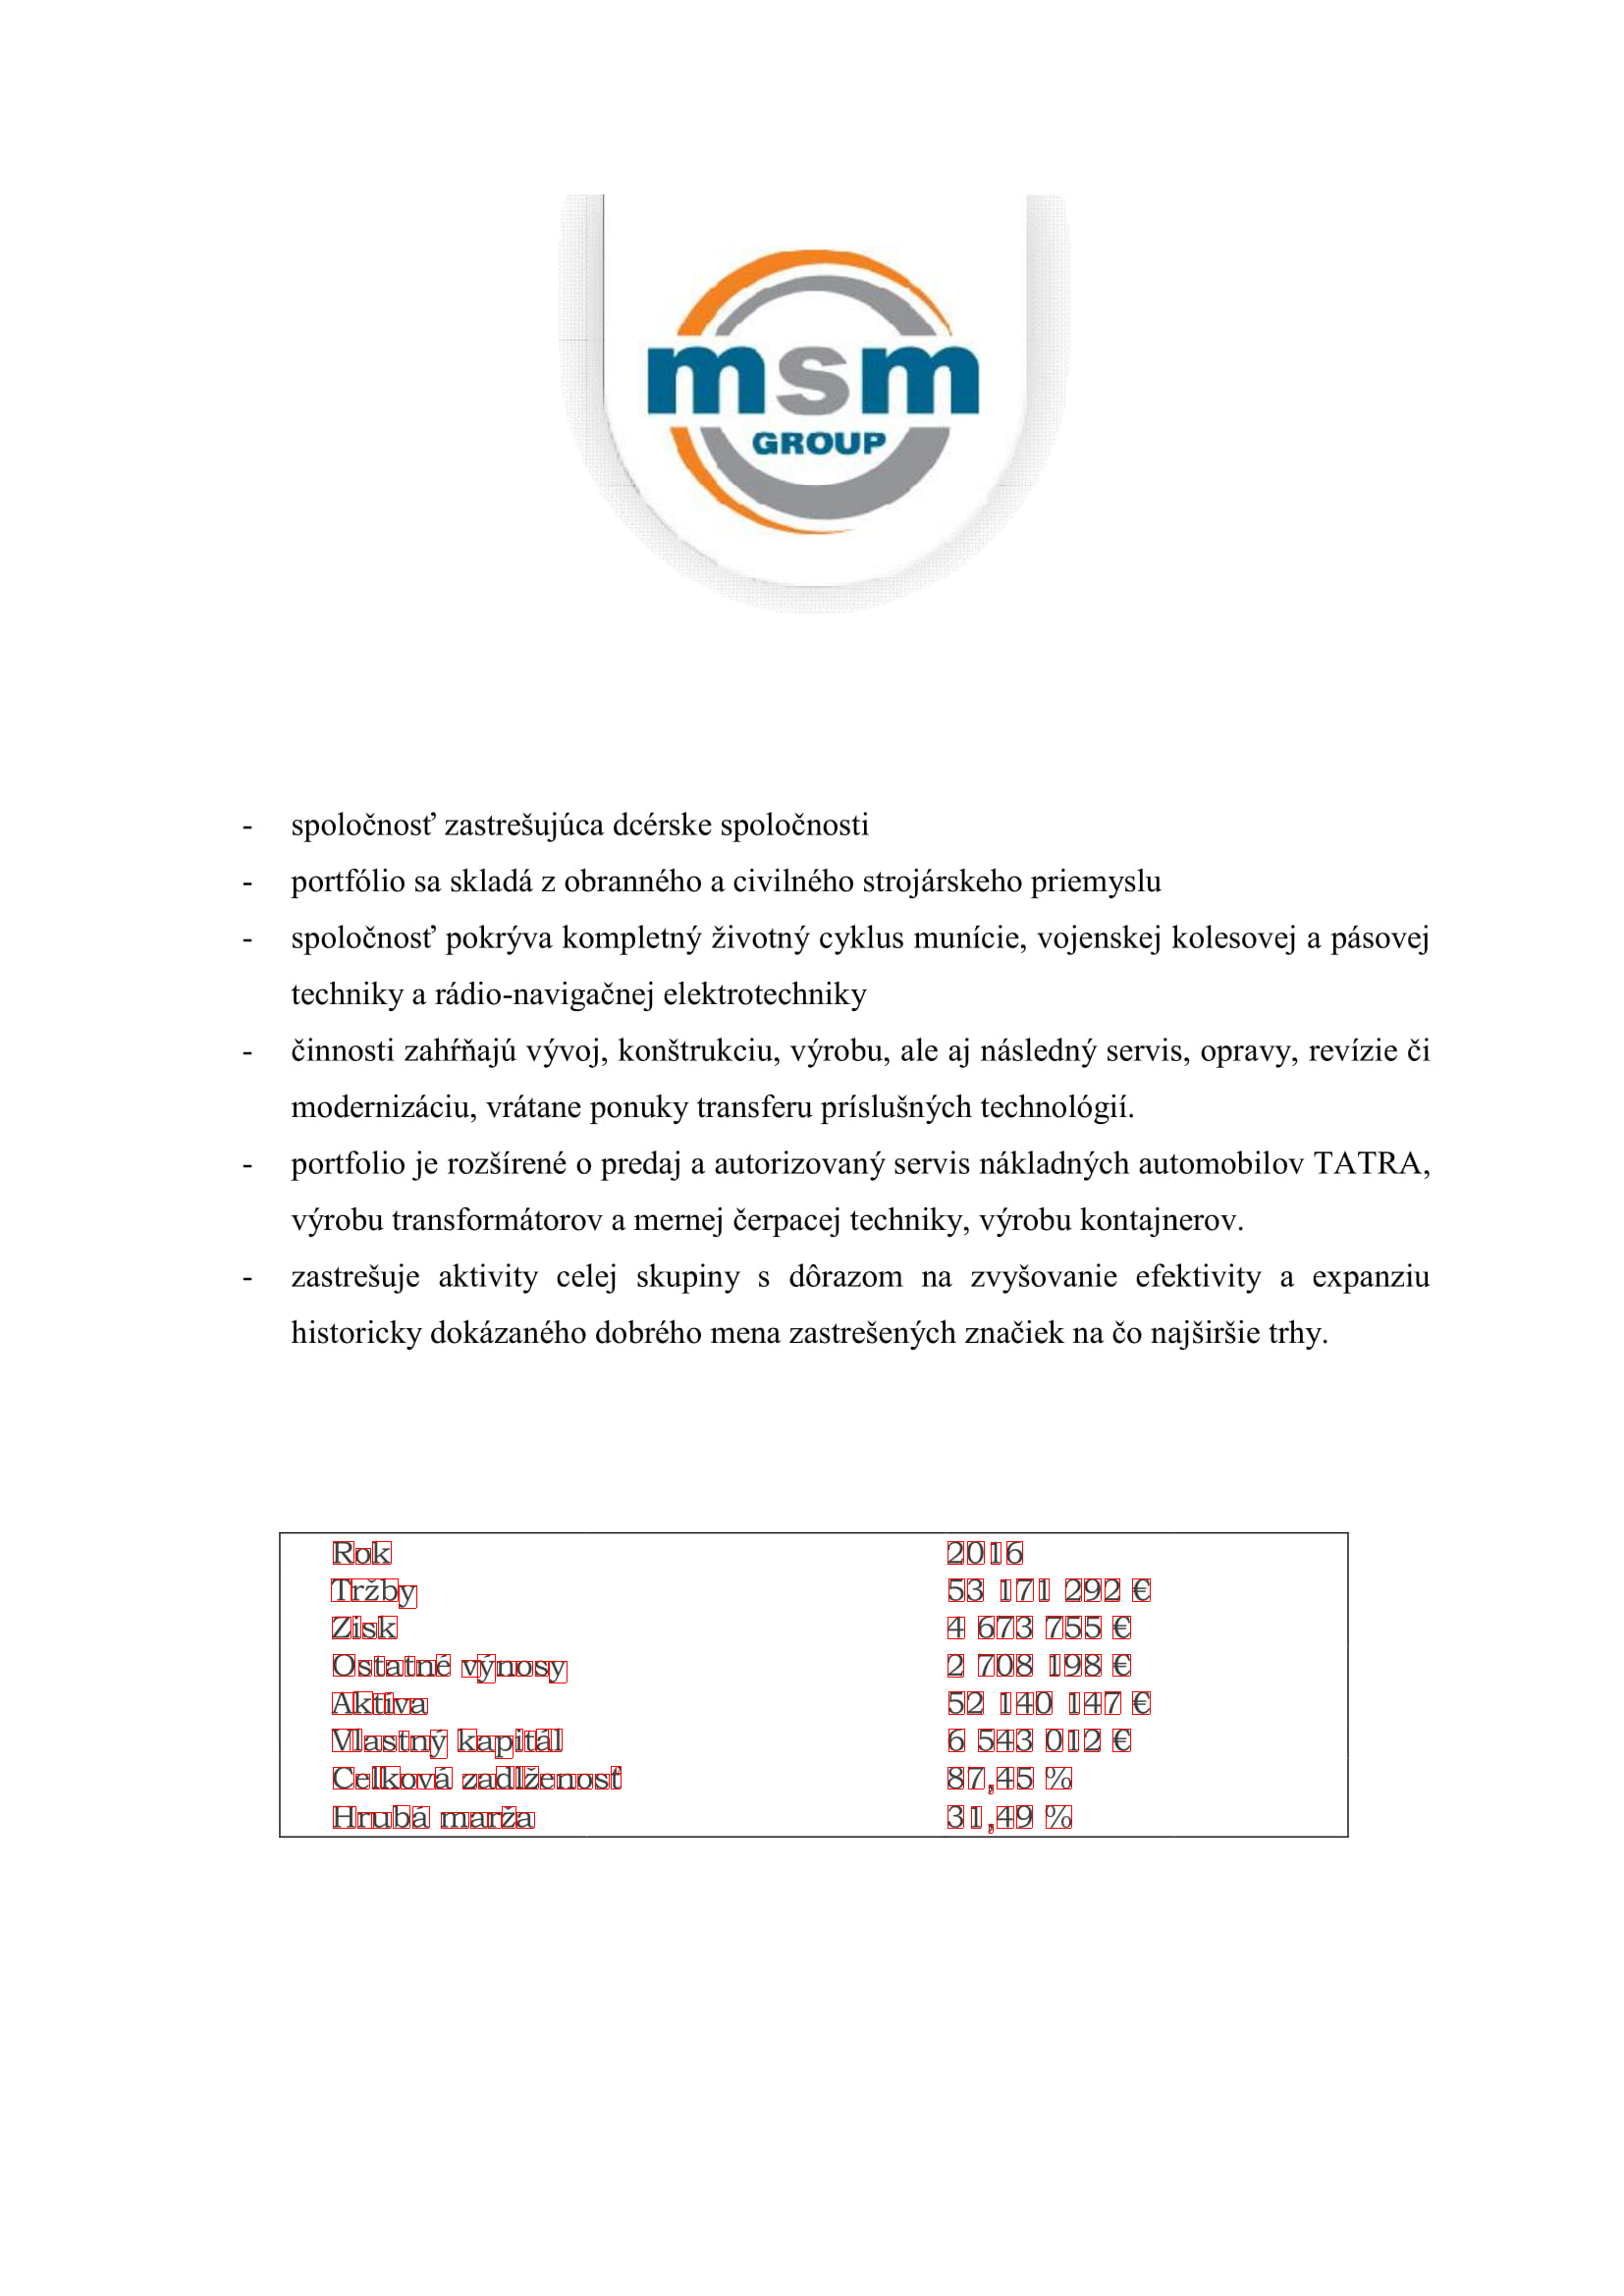 msm
GROUP
- spoločnosť zastrešujúca dcérske spoločnosti
- portfólio sa skladá z obranného a civilného strojárskeho priemyslu
- spoločnosť pokrýva kompletný životný cyklus munície, vojenskej kolesovej a pásovej
techniky a rádio-navigačnej elektrotechniky
- činnosti zahŕňajú vývoj, konštrukciu, výrobu, ale aj následný servis, opravy, revízie či
modernizáciu, vrátane ponuky transferu príslušných technológií.
- portfolio je rozšírené o predaj a autorizovaný servis nákladných automobilov TATRA,
výrobu transformátorov a mernej čerpacej techniky, výrobu kontajnerov.
- zastrešuje aktivity celej skupiny s dôrazom na zvyšovanie efektivity a expanziu
historicky dokázaného dobrého mena zastrešených značiek na čo najširšie trhy.
Rok 2016
Tržby 53 171 292 €
Zisk 4 673 755 €
Ostatné výnosy 2 708 198 €
Aktíva 52 140 147 €
Vlastný kapitál 6 543 012 €
Celková zadlženosť 87,45 %
Hrubá marža 31,49 %